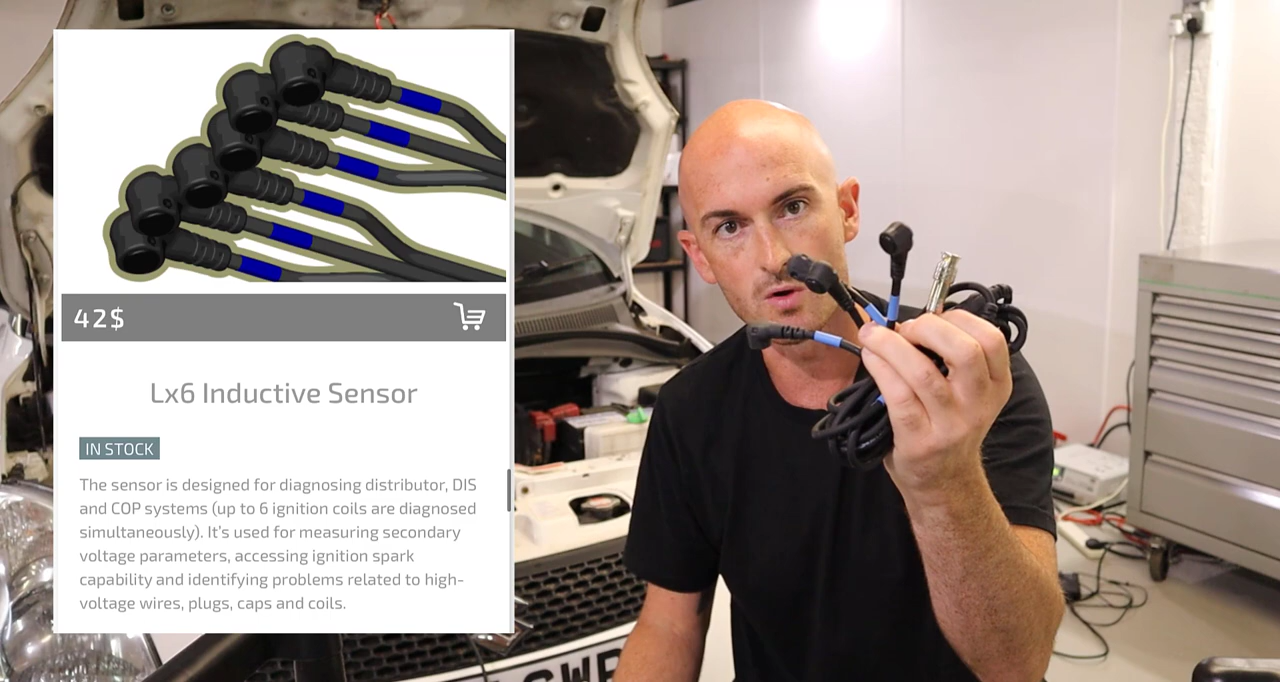 42$
Lx6 Inductive Sensor
IN STOCK
The sensor is designed for diagnosing distributor, DIS
and COP systems (up to 6 ignition coils are diagnosed
simultaneously). It's used for measuring secondary
voltage parameters, accessing ignition spark
capability and identifying problems related to high-
voltage wires, plugs, caps and coils.